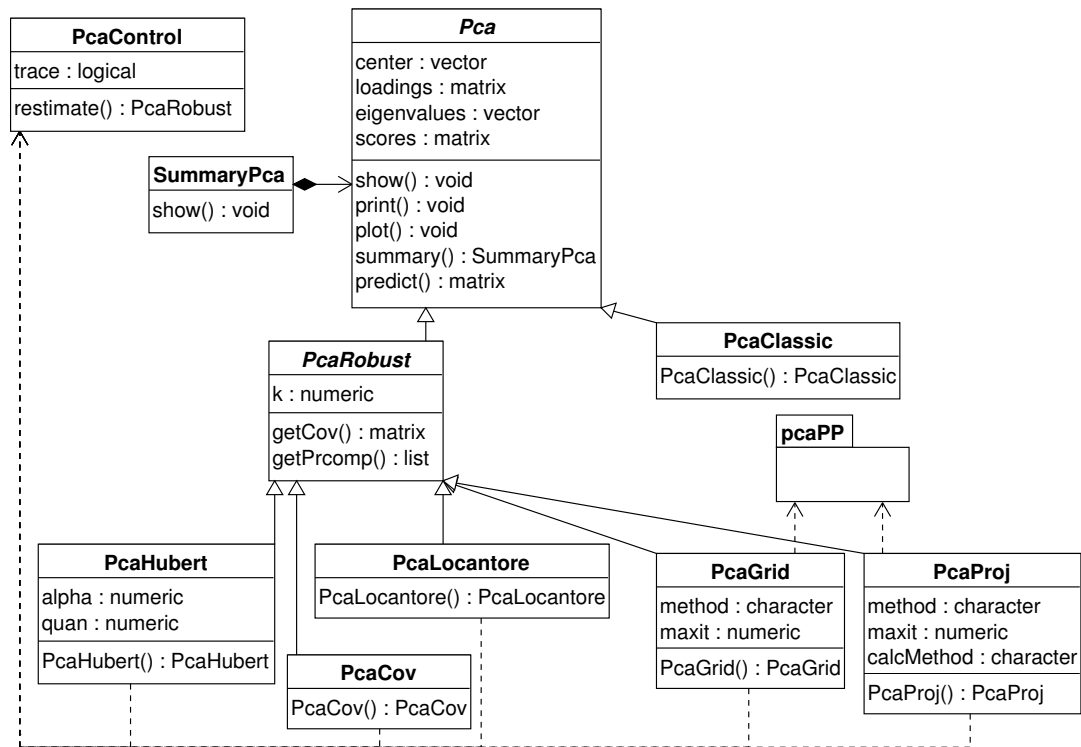 PcaControl
trace : logical
restimate() : PcaRobust
Pca
center : vector
loadings : matrix
eigenvalues : vector
scores : matrix
show() : void
print() : void
plot() : void
summary() : SummaryPca
predict() : matrix
SummaryPca
show() : void
PcaClassic
PcaClassic() : PcaClassic
PcaRobust
k : numeric
getCov() : matrix
getPrcomp() : list
pcaPP
PcaHubert
alpha : numeric
quan : numeric
PcaHubert() : PcaHubert
PcaCov
PcaCov() : PcaCov
PcaLocantore
PcaLocantore() : PcaLocantore
PcaGrid
method : character
maxit : numeric
PcaGrid() : PcaGrid
PcaProj
method : character
maxit : numeric
calcMethod : character
PcaProj() : PcaProj